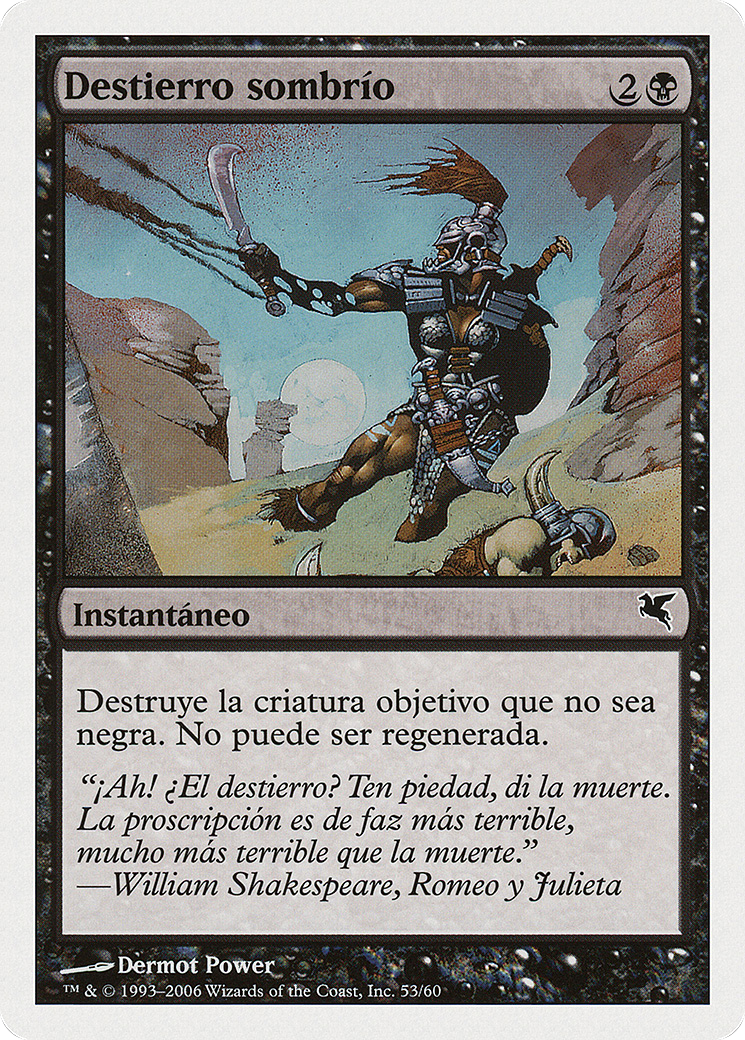 Destierro sombrío 2
Instantáneo
Destruye la criatura objetivo que no sea
negra. No puede ser regenerada.
“¡Ah! ¿El destierro? Ten piedad, di la muerte.
La proscripción es de faz más terrible,
mucho más terrible que la muerte.”
—William Shakespeare, Romeo y Julieta
Dermot Power
™ & © 1993–2006 Wizards of the Coast, Inc. 53/60